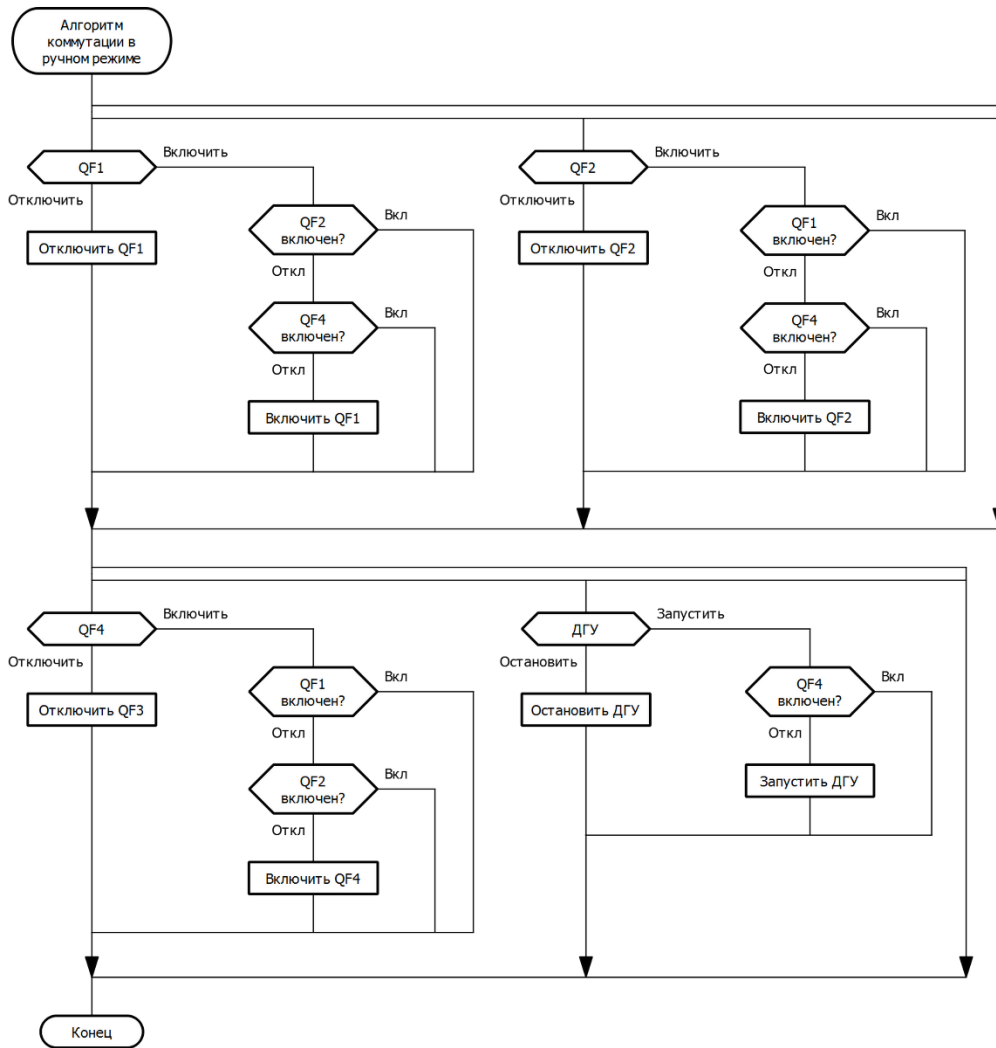 Алгоритм
коммутации в
ручном режиме
QF1
Включить
Отключить
Отключить QF1
QF2
включен?
Вкл
Откл
QF4
включен?
Вкл
Откл
Включить QF1
QF2
Включить
Отключить
Отключить QF2
QF1
включен?
Вкл
Откл
QF4
включен?
Вкл
Откл
Включить QF2
QF4
Включить
Отключить
Отключить QF3
QF1
включен?
Вкл
Откл
QF2
включен?
Вкл
Откл
Включить QF4
ДГУ
Запустить
Остановить
Остановить ДГУ
QF4
включен?
Вкл
Откл
Запустить ДГУ
Конец